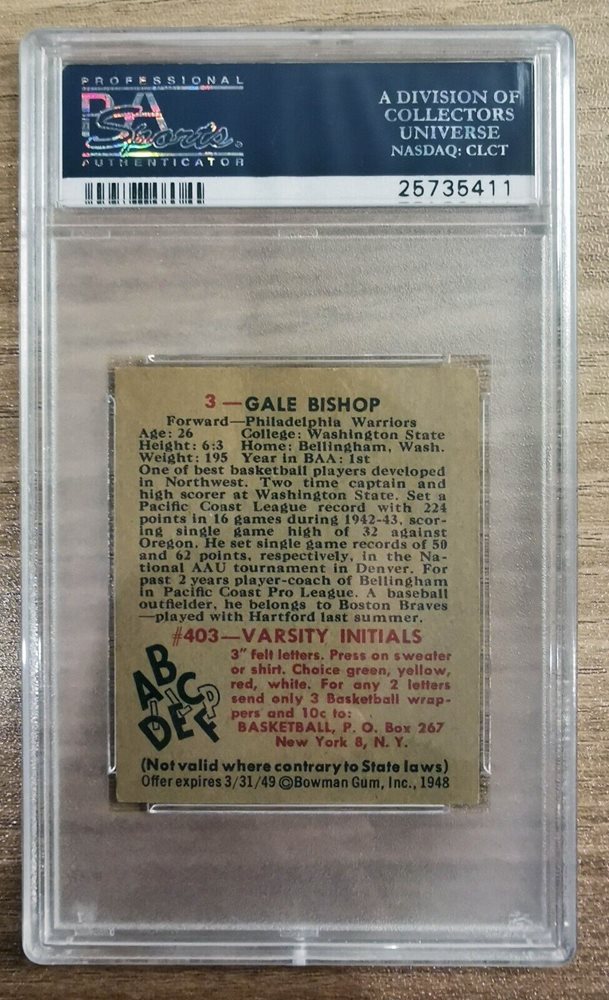 PROFESSIONAL
PSA
Sports.
AUTHENTICATOR
A DIVISION OF
COLLECTORS
UNIVERSE
NASDAQ: CLCT
25735411
3—GALE BISHOP
Forward—Philadelphia Warriors
Age: 26 College: Washington State
Height: 6:3 Home: Bellingham, Wash.
Weight: 195 Year in BAA: 1st
One of best basketball players developed
in Northwest. Two time captain and
high scorer at Washington State. Set a
Pacific Coast League record with 224
points in 16 games during 1942-43, scor-
ing single game high of 32 against
Oregon. He set single game records of 50
and 62 points, respectively, in the Na-
tional AAU tournament in Denver. For
past 2 years player-coach of Bellingham
in Pacific Coast Pro League. A baseball
outfielder, he belongs to Boston Braves
—played with Hartford last summer.
#403—VARSITY INITIALS
3" felt letters. Press on sweater
or shirt. Choice green, yellow,
red, white. For any 2 letters
send only 3 Basketball wrap-
pers and 10c to:
BASKETBALL, P. O. Box 267
New York 8, N. Y.
ABC
DEF
(Not valid where contrary to State laws)
Offer expires 3/31/49 ©Bowman Gum, Inc., 1948